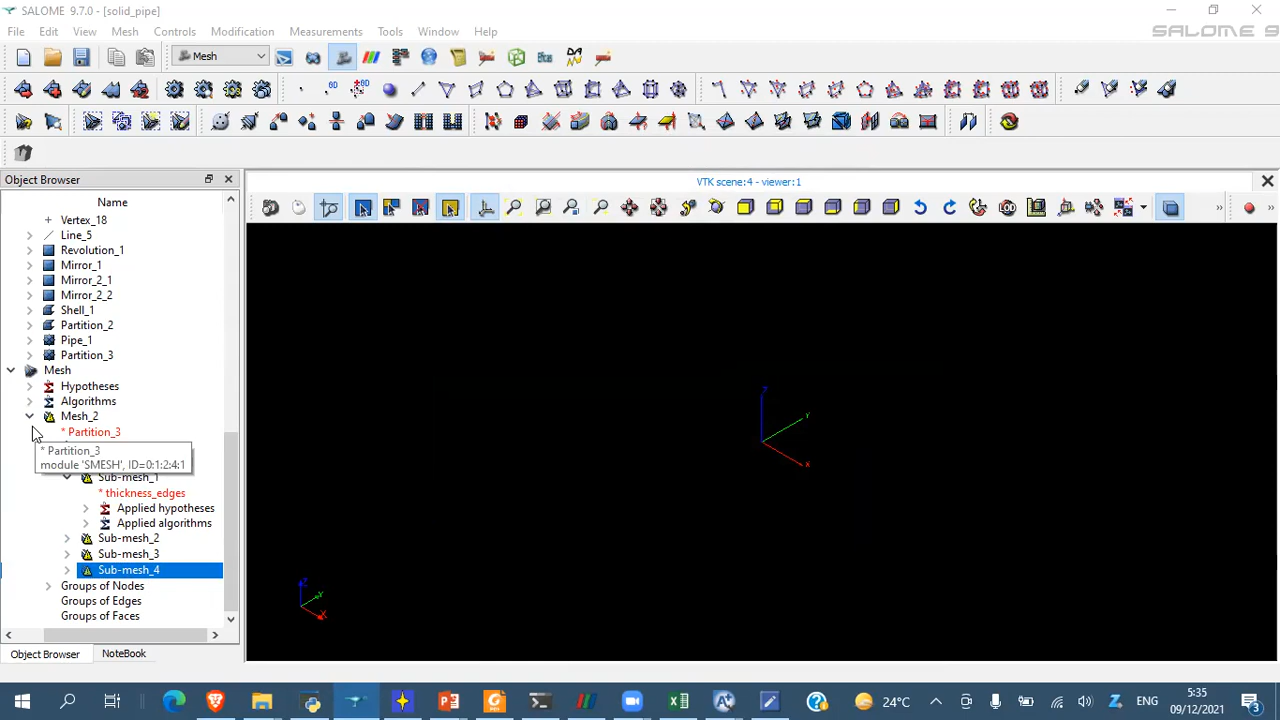 SALOME 9.7.0 - [solid_pipe]
File Edit View Mesh Controls Modification Measurements Tools Window Help
SALOME 9
Mesh
Object Browser
VTK scene:4 - viewer:1
Name
Vertex_18
Line_5
Revolution_1
Mirror_1
Mirror_2_1
Mirror_2_2
Shell_1
Partition_2
Pipe_1
Partition_3
Mesh
Hypotheses
Algorithms
Mesh_2
* Partition_3
* Partition_3
module 'SMESH', ID=0:1:2:4:1
Sub-mesh_1
* thickness_edges
Applied hypotheses
Applied algorithms
Sub-mesh_2
Sub-mesh_3
Sub-mesh_4
Groups of Nodes
Groups of Edges
Groups of Faces
Z
Y
X
Z
Y
X
Object Browser NoteBook
24°C
ENG
5:35
09/12/2021
3